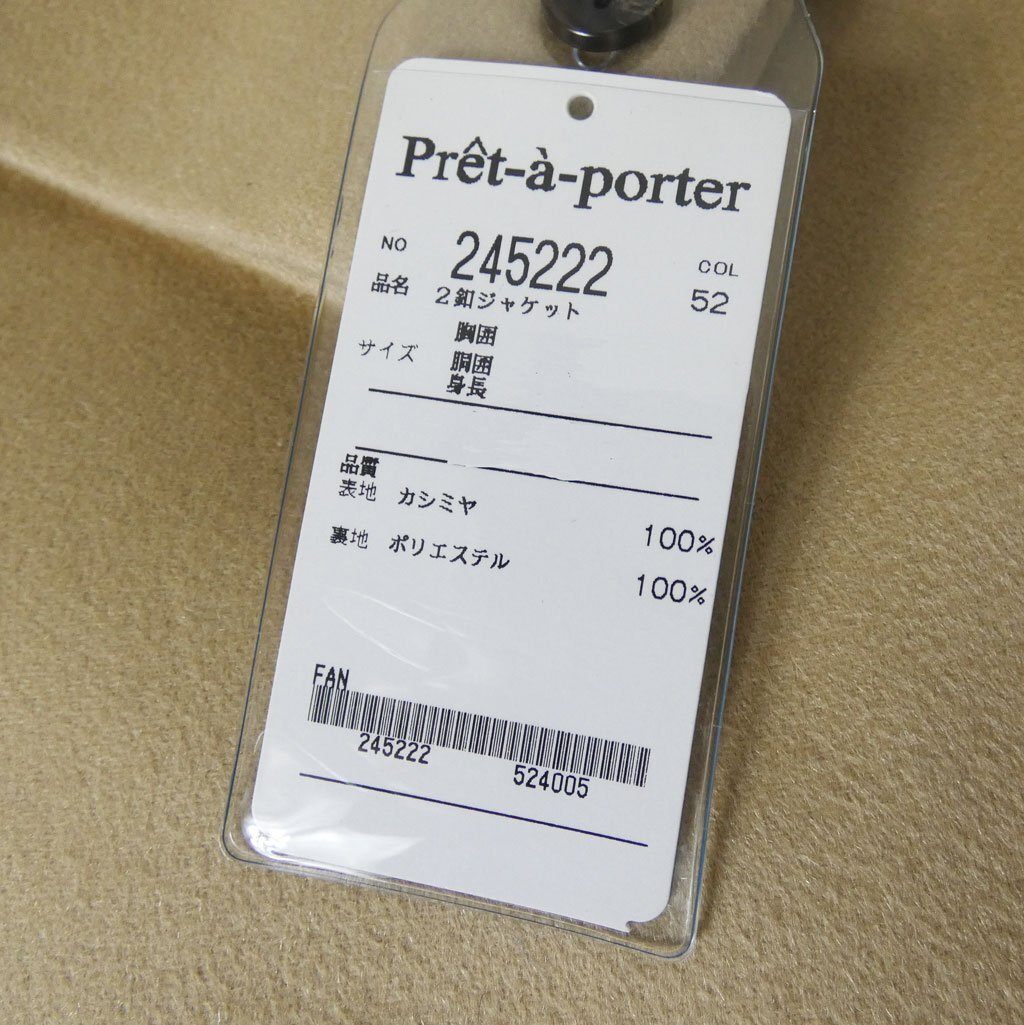 Prêt-à-porter
NO 245222 COL
品名 2釦ジャケット 52
胸囲
サイズ 胴囲
身長
品質
表地 カシミヤ 100%
裏地 ポリエステル 100%
FAN
245222 524005